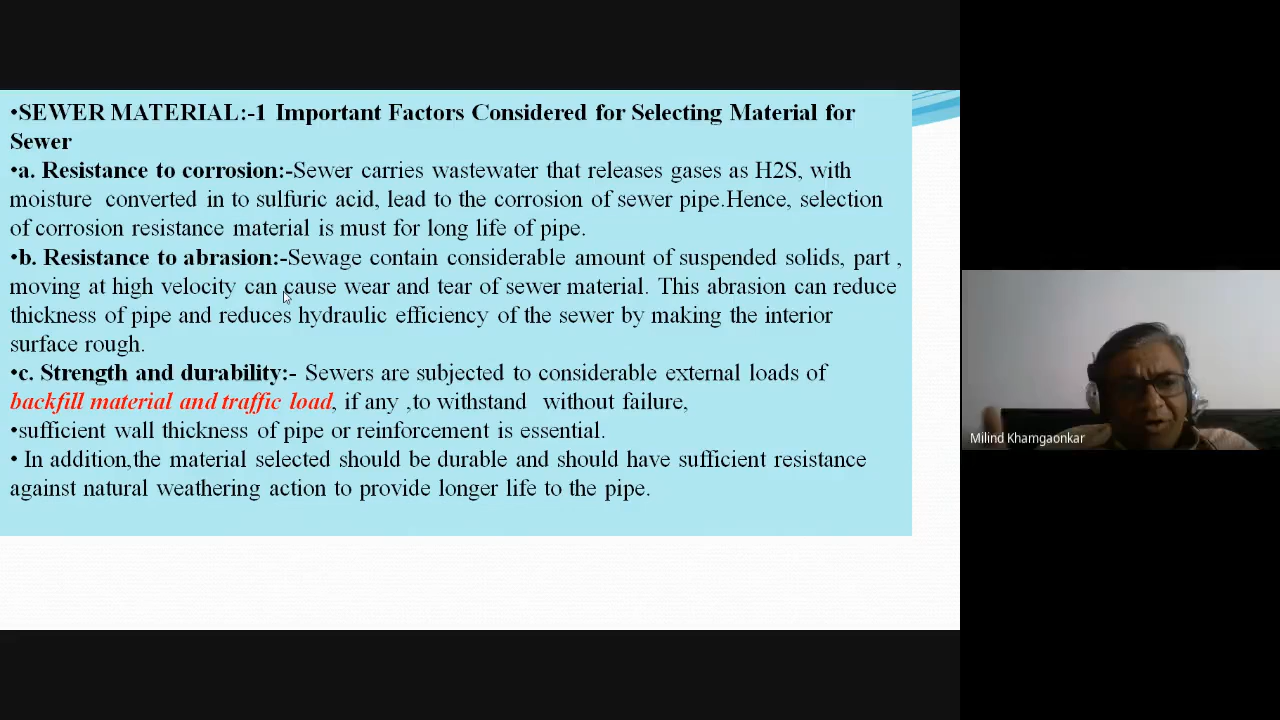 •SEWER MATERIAL:-1 Important Factors Considered for Selecting Material for
Sewer
•a. Resistance to corrosion:-Sewer carries wastewater that releases gases as H2S, with
moisture converted in to sulfuric acid, lead to the corrosion of sewer pipe.Hence, selection
of corrosion resistance material is must for long life of pipe.
•b. Resistance to abrasion:-Sewage contain considerable amount of suspended solids, part ,
moving at high velocity can cause wear and tear of sewer material. This abrasion can reduce
thickness of pipe and reduces hydraulic efficiency of the sewer by making the interior
surface rough.
•c. Strength and durability:- Sewers are subjected to considerable external loads of
backfill material and traffic load, if any ,to withstand without failure,
•sufficient wall thickness of pipe or reinforcement is essential.
• In addition,the material selected should be durable and should have sufficient resistance
against natural weathering action to provide longer life to the pipe.
Milind Khamgaonkar